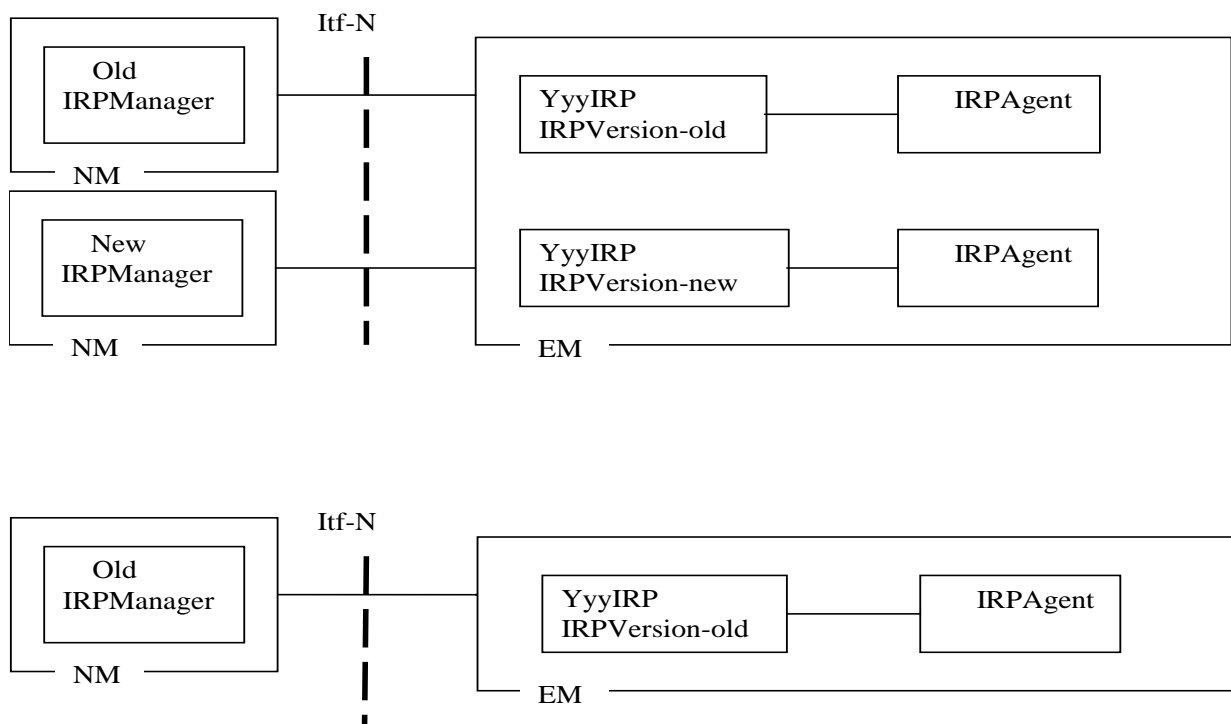 Itf-N
Old
IRPManager
NM
YyyIRP
IRPVersion-old
IRPAgent
New
IRPManager
NM
YyyIRP
IRPVersion-new
IRPAgent
EM
Itf-N
Old
IRPManager
NM
YyyIRP
IRPVersion-old
IRPAgent
EM